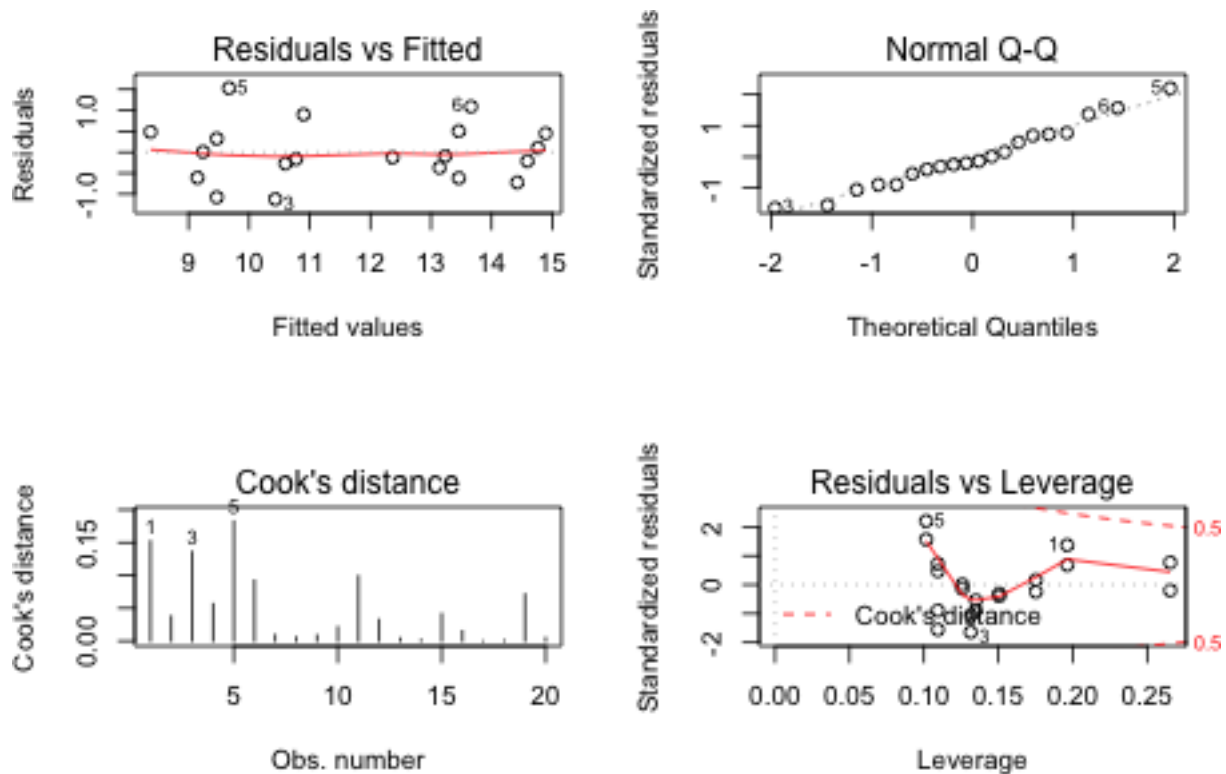 Residuals vs Fitted
Residuals
1.0
-1.0
5
6
3
9 10 11 12 13 14 15
Fitted values
Normal Q-Q
Standardized residuals
1
-1
5
6
3
-2 -1 0 1 2
Theoretical Quantiles
Cook's distance
Cook's distance
0.15
0.00
1
3
5
5 10 15 20
Obs. number
Residuals vs Leverage
Standardized residuals
2
0
-2
5
1
3
0.5
0.5
Cook's distance
0.00 0.05 0.10 0.15 0.20 0.25
Leverage